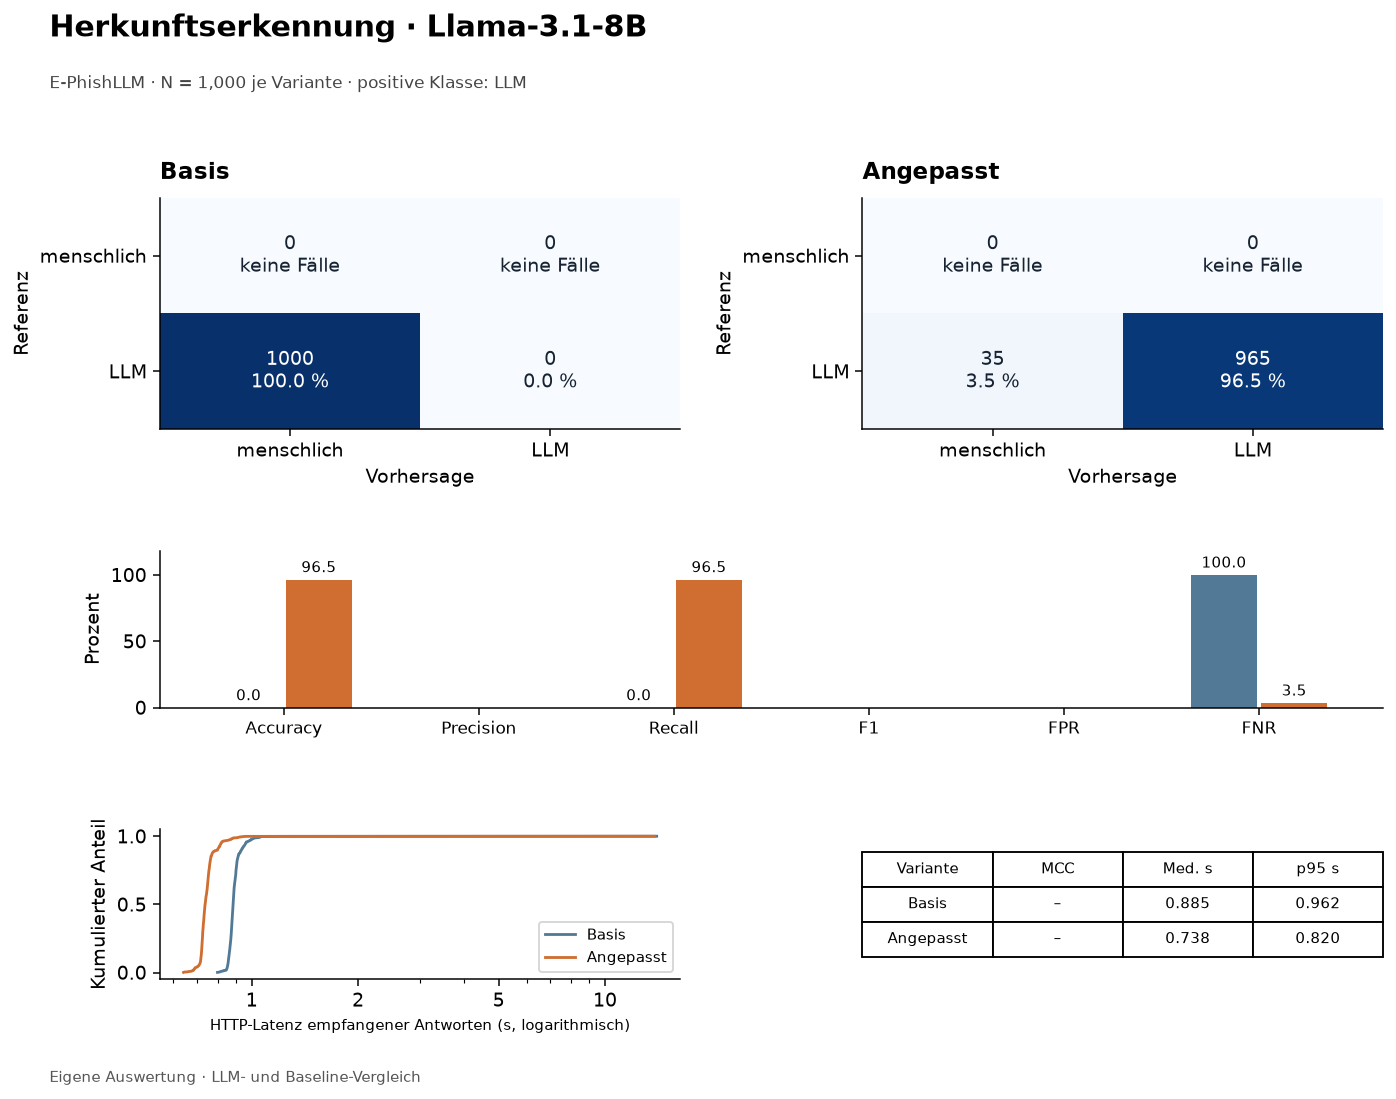 Herkunftserkennung · Llama-3.1-8B
E-PhishLLM · N = 1,000 je Variante · positive Klasse: LLM
Basis
Referenz
menschlich
LLM
0
keine Fälle
0
keine Fälle
1000
100.0 %
0
0.0 %
menschlich
LLM
Vorhersage
Angepasst
Referenz
menschlich
LLM
0
keine Fälle
0
keine Fälle
35
3.5 %
965
96.5 %
menschlich
LLM
Vorhersage
Prozent
100
50
0
0.0
96.5
0.0
96.5
100.0
3.5
Accuracy
Precision
Recall
F1
FPR
FNR
Kumulierter Anteil
1.0
0.5
0.0
Basis
Angepasst
1
2
5
10
HTTP-Latenz empfangener Antworten (s, logarithmisch)
Variante MCC Med. s p95 s
Basis – 0.885 0.962
Angepasst – 0.738 0.820
Eigene Auswertung · LLM- und Baseline-Vergleich